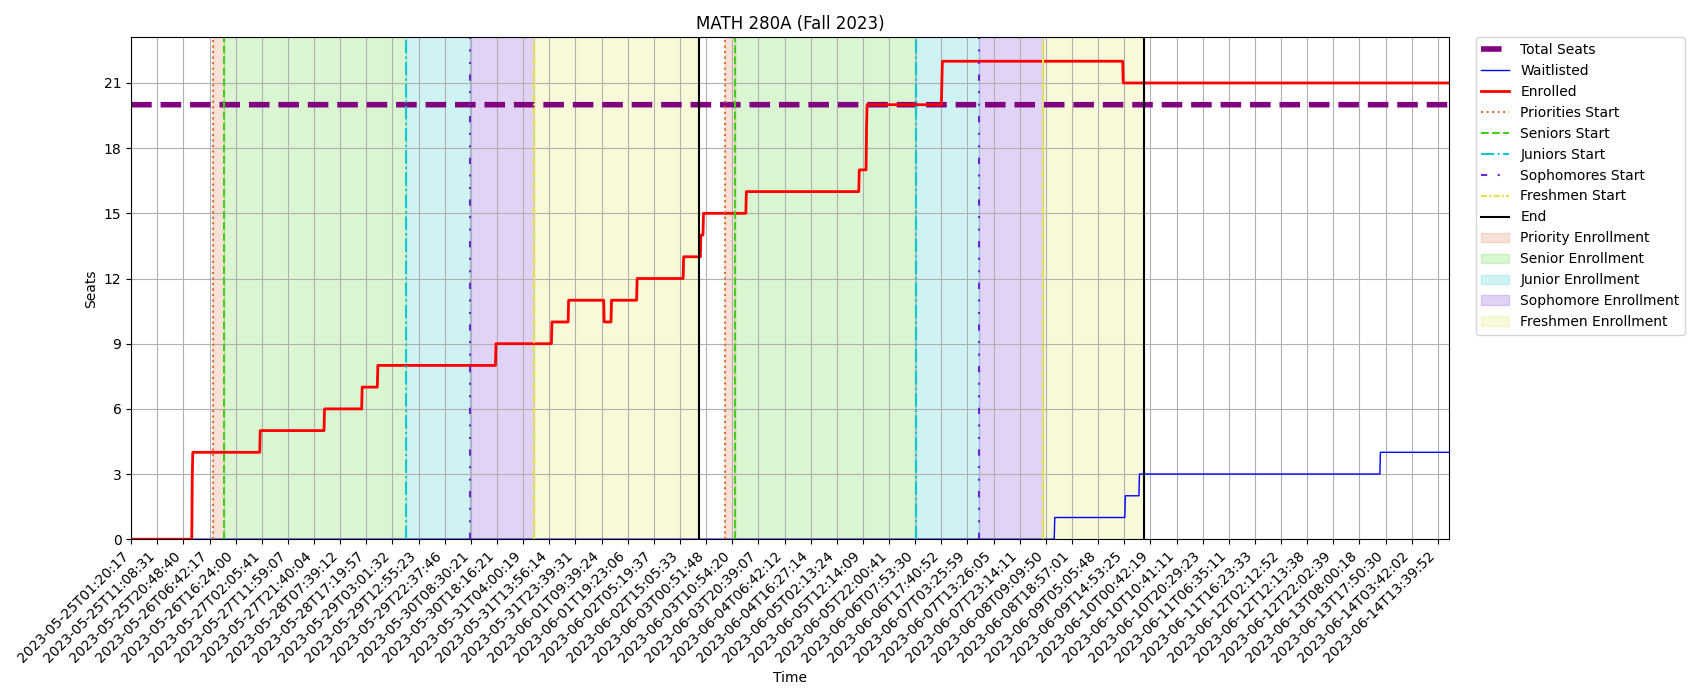 MATH 280A (Fall 2023)
Seats
21
18
15
12
9
6
3
0
2023-05-25T01:20:17
2023-05-25T11:08:31
2023-05-25T20:48:40
2023-05-26T06:42:17
2023-05-26T16:24:00
2023-05-27T02:05:41
2023-05-27T11:59:07
2023-05-27T21:40:04
2023-05-28T07:39:12
2023-05-28T17:19:57
2023-05-29T03:01:32
2023-05-29T12:55:23
2023-05-29T22:37:46
2023-05-30T08:30:21
2023-05-30T18:16:21
2023-05-31T04:00:19
2023-05-31T13:56:14
2023-05-31T23:39:31
2023-06-01T09:39:24
2023-06-01T19:23:06
2023-06-02T05:19:37
2023-06-02T15:05:33
2023-06-03T00:51:48
2023-06-03T10:54:20
2023-06-03T20:39:07
2023-06-04T06:42:12
2023-06-04T16:27:14
2023-06-05T02:13:24
2023-06-05T12:14:09
2023-06-05T22:00:41
2023-06-06T07:53:30
2023-06-06T17:40:52
2023-06-07T03:25:59
2023-06-07T13:26:05
2023-06-07T23:14:11
2023-06-08T09:09:50
2023-06-08T18:57:01
2023-06-09T05:05:48
2023-06-09T14:53:25
2023-06-10T00:42:19
2023-06-10T10:41:11
2023-06-10T20:29:23
2023-06-11T06:35:11
2023-06-11T16:23:33
2023-06-12T02:12:52
2023-06-12T12:13:38
2023-06-12T22:02:39
2023-06-13T08:00:18
2023-06-13T17:50:30
2023-06-14T03:42:02
2023-06-14T13:39:52
Time
Total Seats
Waitlisted
Enrolled
Priorities Start
Seniors Start
Juniors Start
Sophomores Start
Freshmen Start
End
Priority Enrollment
Senior Enrollment
Junior Enrollment
Sophomore Enrollment
Freshmen Enrollment